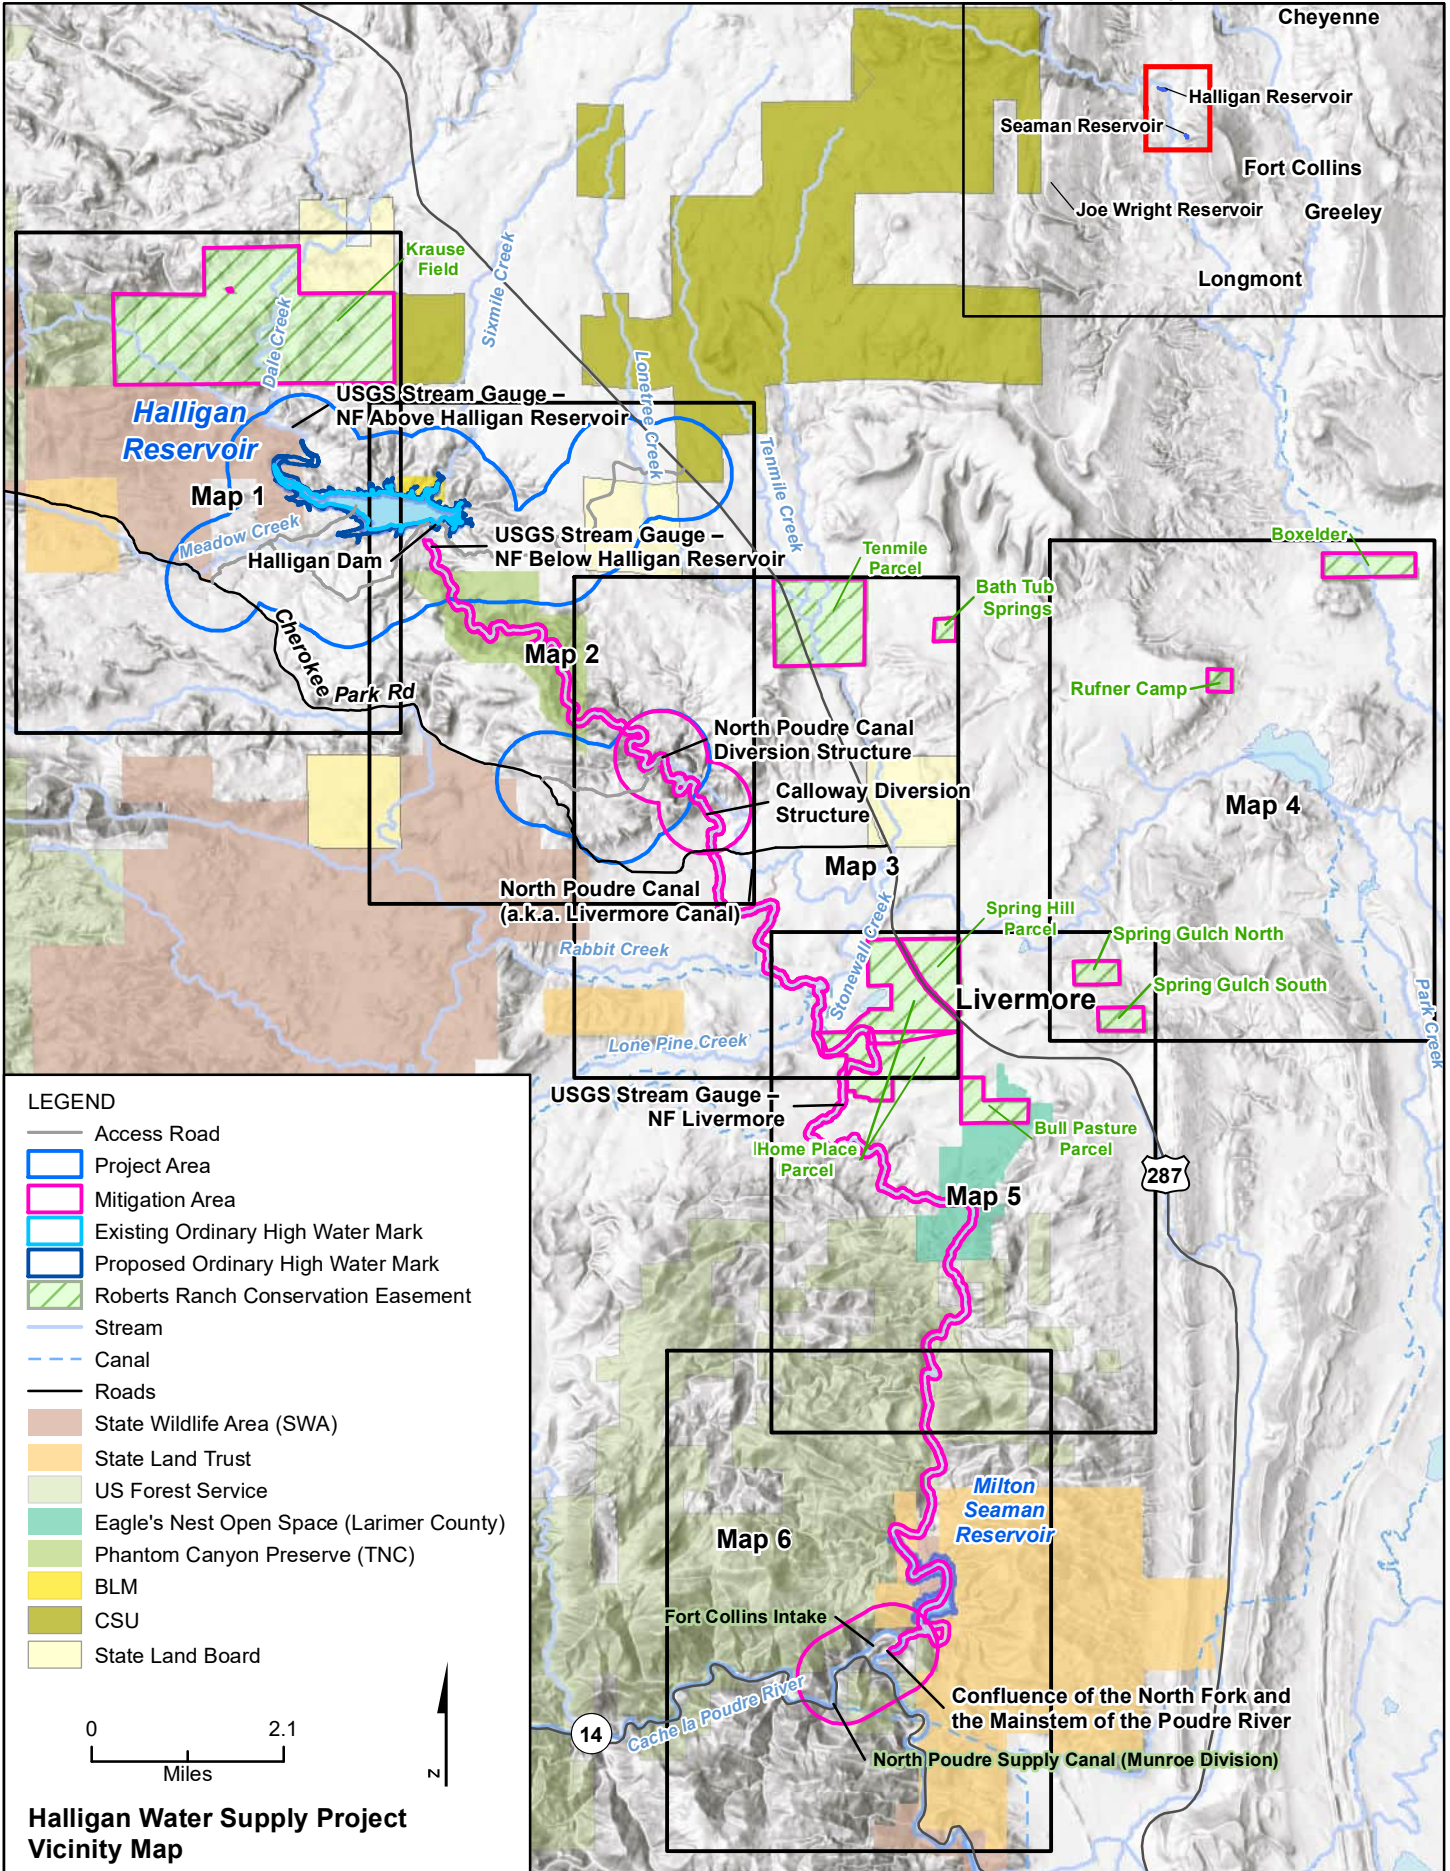 Cheyenne
Halligan Reservoir
Seaman Reservoir
Fort Collins
Joe Wright Reservoir
Greeley
Longmont
Krause
Field
Sixmile Creek
Dale Creek
Lonetree Creek
USGS Stream Gauge –
NF Above Halligan Reservoir
Halligan
Reservoir
Tenmile Creek
Map 1
Meadow Creek
Halligan Dam
USGS Stream Gauge –
NF Below Halligan Reservoir
Boxelder
Tenmile
Parcel
Bath Tub
Springs
Cherokee
Park Rd
Map 2
Rufner Camp
North Poudre Canal
Diversion Structure
Calloway Diversion
Structure
Map 4
Map 3
North Poudre Canal
(a.k.a. Livermore Canal)
Rabbit Creek
Stonewall Creek
Spring Hill
Parcel
Spring Gulch North
Spring Gulch South
Livermore
Park Creek
Lone Pine Creek
USGS Stream Gauge –
NF Livermore
Home Place
Parcel
Bull Pasture
Parcel
287
Map 5
LEGEND
Access Road
Project Area
Mitigation Area
Existing Ordinary High Water Mark
Proposed Ordinary High Water Mark
Roberts Ranch Conservation Easement
Stream
Canal
Roads
State Wildlife Area (SWA)
State Land Trust
US Forest Service
Eagle's Nest Open Space (Larimer County)
Phantom Canyon Preserve (TNC)
BLM
CSU
State Land Board
0
2.1
Miles
N
Halligan Water Supply Project
Vicinity Map
Milton
Seaman
Reservoir
Map 6
Fort Collins Intake
Cache la Poudre River
14
Confluence of the North Fork and
the Mainstem of the Poudre River
North Poudre Supply Canal (Munroe Division)